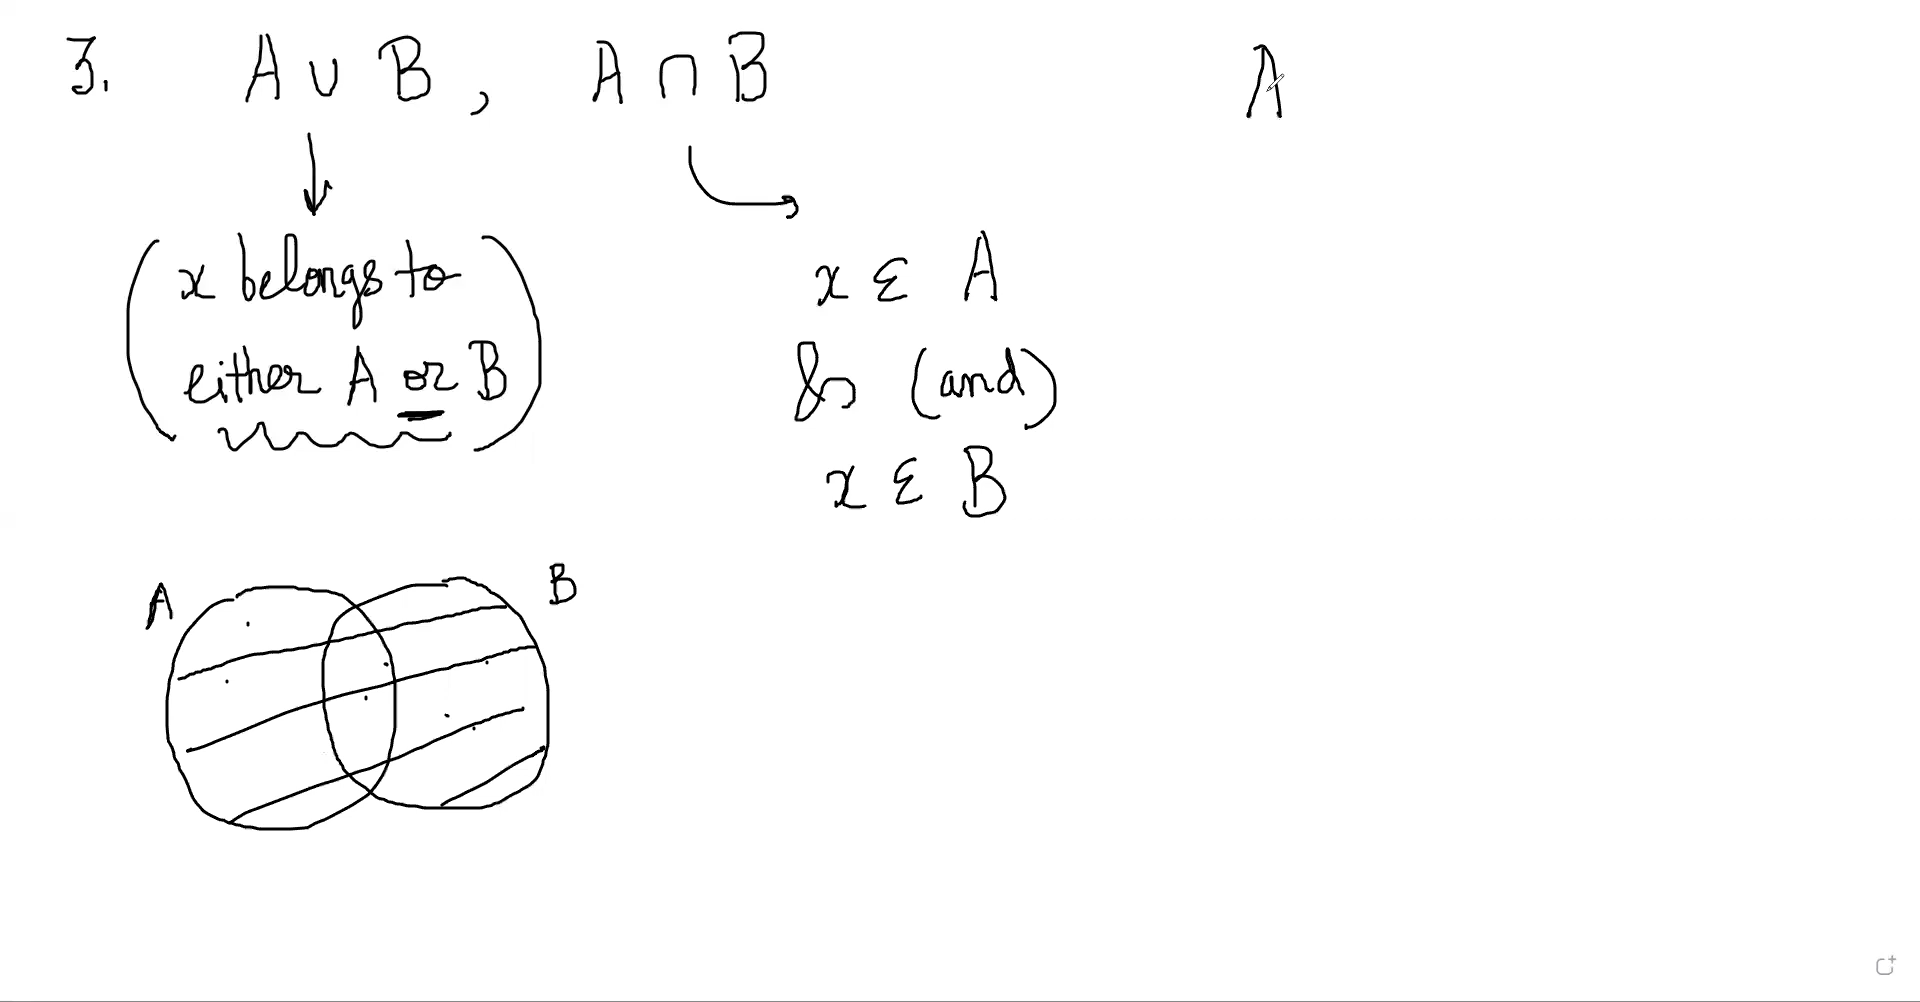 3. A ∪ B, A ∩ B
A
x belongs to
either A or B
x ε A
& (and)
x ε B
A
B